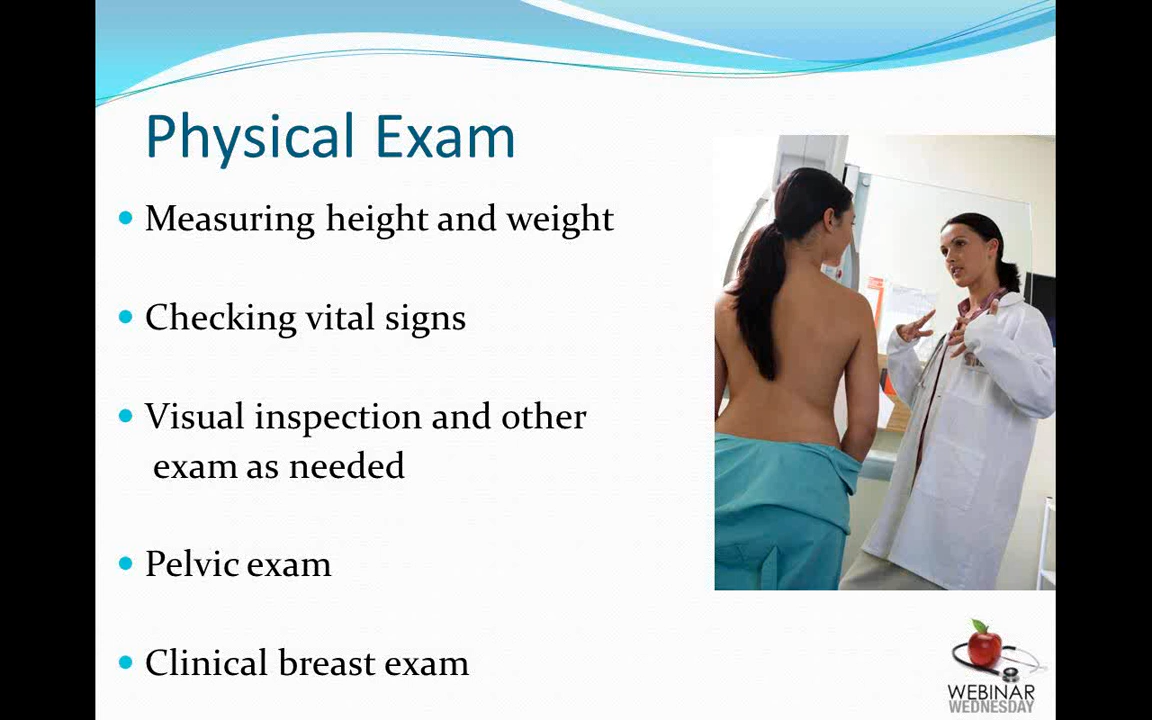 Physical Exam
Measuring height and weight
Checking vital signs
Visual inspection and other
exam as needed
Pelvic exam
Clinical breast exam
WEBINAR
WEDNESDAY